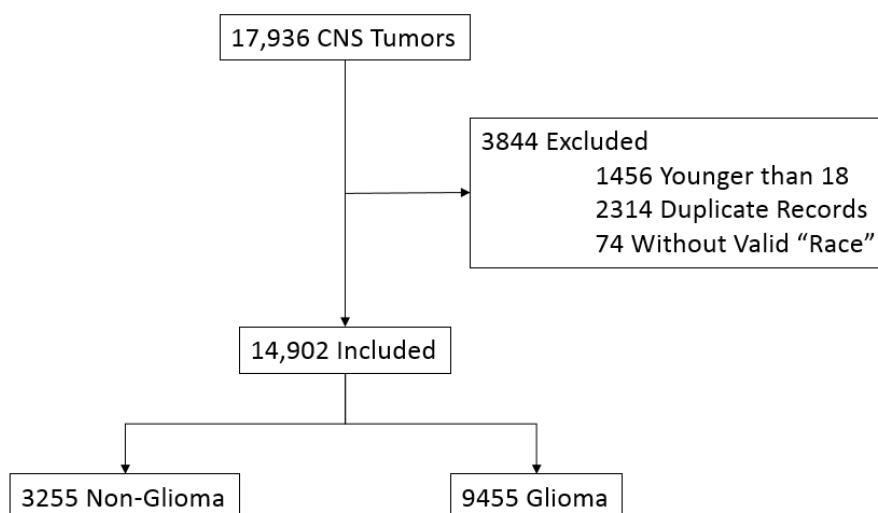 17,936 CNS Tumors
3844 Excluded
1456 Younger than 18
2314 Duplicate Records
74 Without Valid “Race”
14,902 Included
3255 Non-Glioma
9455 Glioma